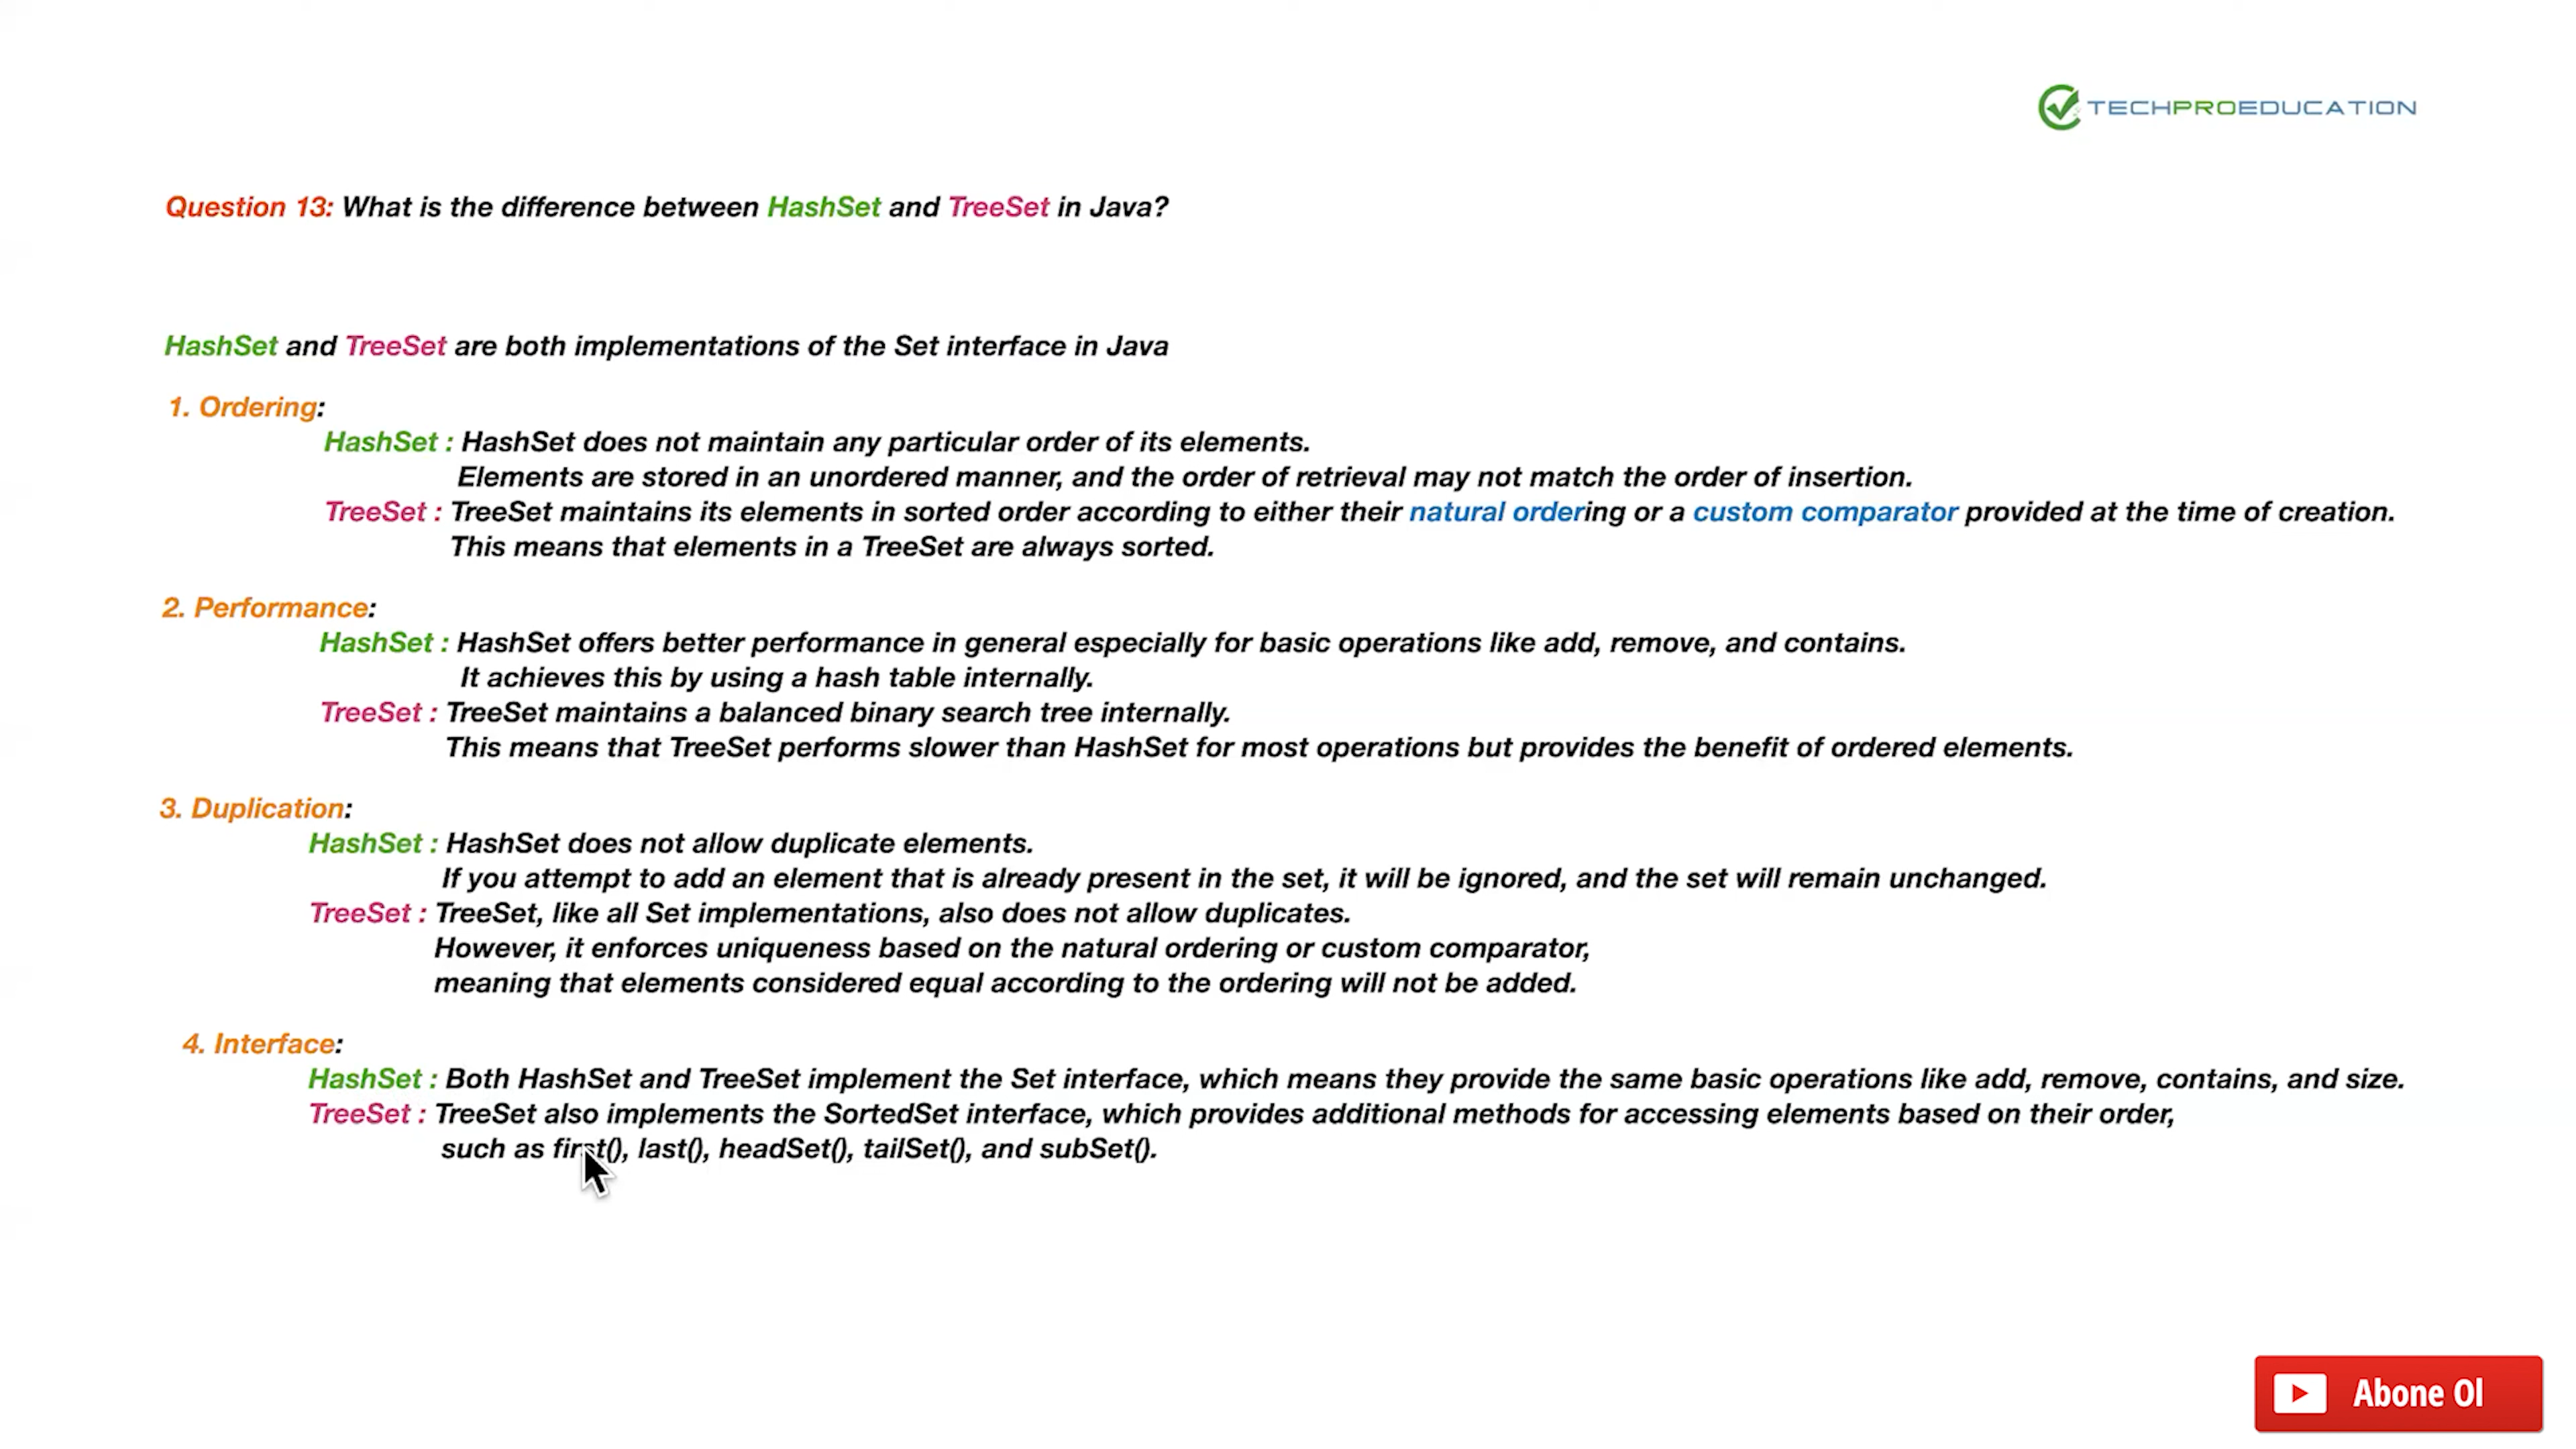 TECHPROEDUCATION
Question 13: What is the difference between HashSet and TreeSet in Java?
HashSet and TreeSet are both implementations of the Set interface in Java
1. Ordering:
HashSet : HashSet does not maintain any particular order of its elements.
Elements are stored in an unordered manner, and the order of retrieval may not match the order of insertion.
TreeSet : TreeSet maintains its elements in sorted order according to either their natural ordering or a custom comparator provided at the time of creation.
This means that elements in a TreeSet are always sorted.
2. Performance:
HashSet : HashSet offers better performance in general especially for basic operations like add, remove, and contains.
It achieves this by using a hash table internally.
TreeSet : TreeSet maintains a balanced binary search tree internally.
This means that TreeSet performs slower than HashSet for most operations but provides the benefit of ordered elements.
3. Duplication:
HashSet : HashSet does not allow duplicate elements.
If you attempt to add an element that is already present in the set, it will be ignored, and the set will remain unchanged.
TreeSet : TreeSet, like all Set implementations, also does not allow duplicates.
However, it enforces uniqueness based on the natural ordering or custom comparator,
meaning that elements considered equal according to the ordering will not be added.
4. Interface:
HashSet : Both HashSet and TreeSet implement the Set interface, which means they provide the same basic operations like add, remove, contains, and size.
TreeSet : TreeSet also implements the SortedSet interface, which provides additional methods for accessing elements based on their order,
such as first(), last(), headSet(), tailSet(), and subSet().
Abone Ol